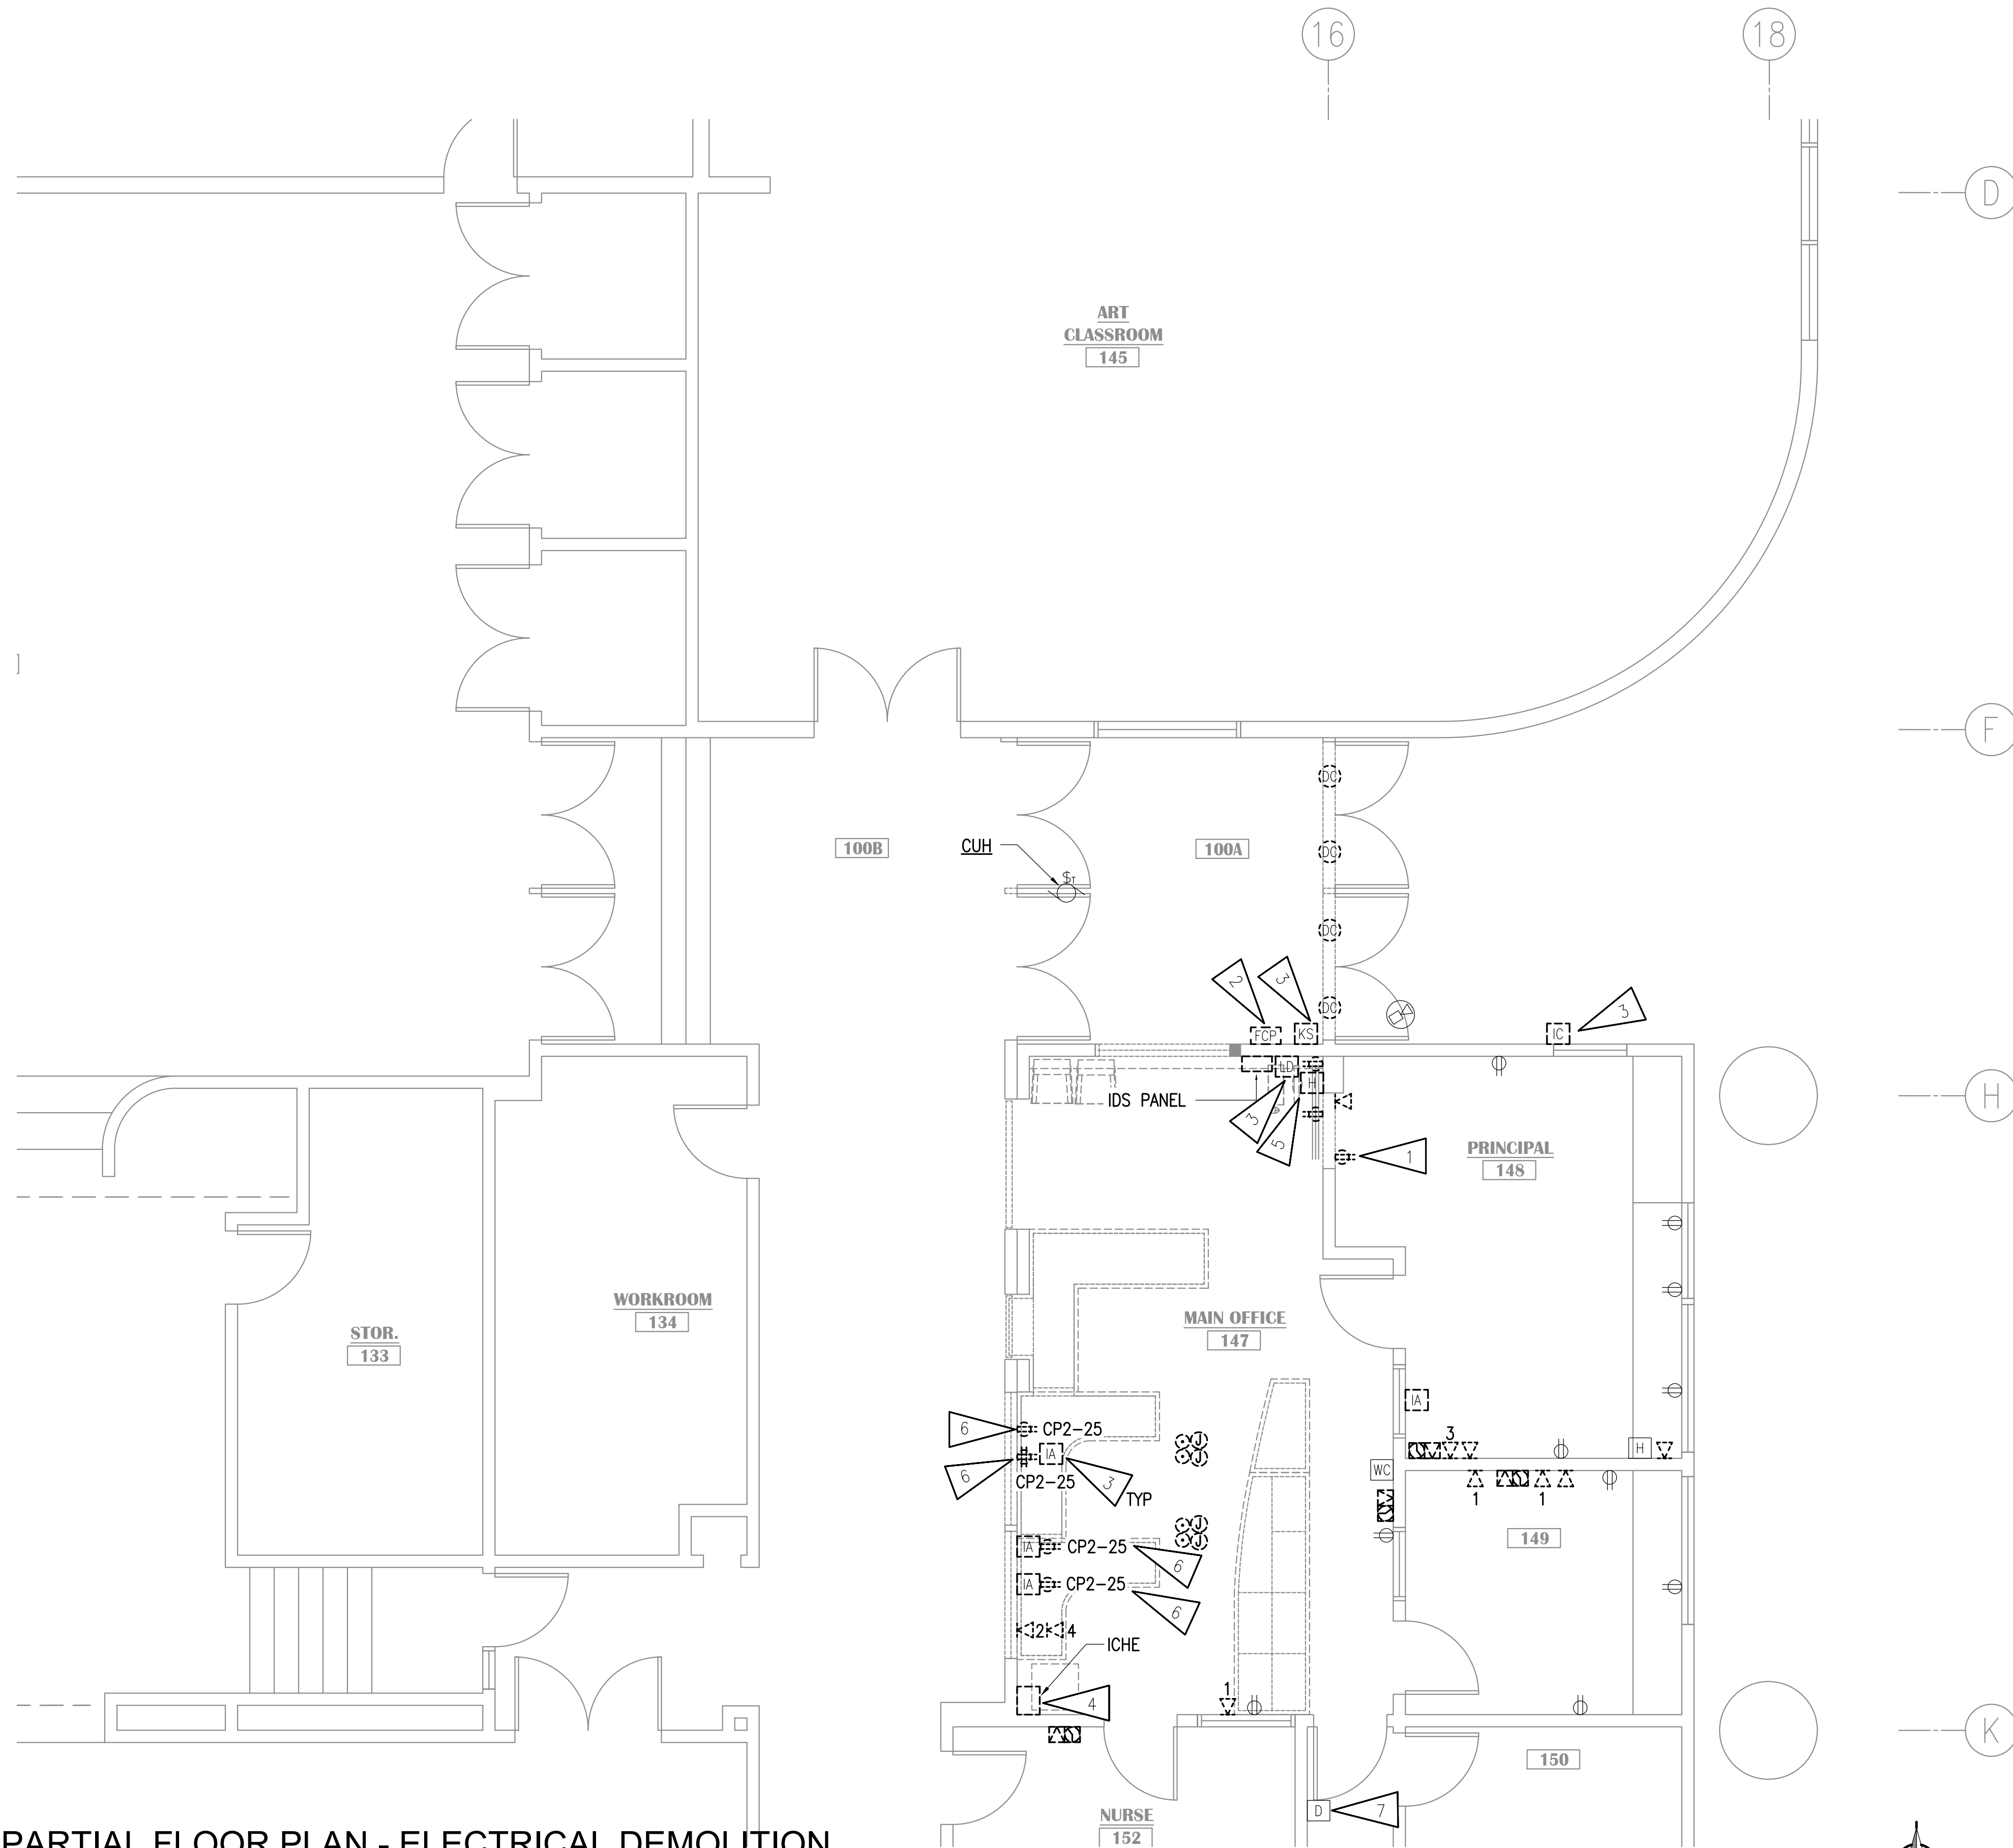 16
18
D
ART
CLASSROOM
145
F
DC
100B
CUH
100A
DC
$T
DC
2
3
DC
3
FCP
KS
IC
LD
H
IDS PANEL
3
5
H
1
PRINCIPAL
148
WORKROOM
134
STOR.
133
MAIN OFFICE
147
IA
6
CP2-25
J
3
IA
J
H
6
WC
CP2-25
3
TYP
1
1
J
149
IA
CP2-25
J
6
IA
CP2-25
6
2
4
ICHE
1
4
K
150
D
7
NURSE
152
PARTIAL FLOOR PLAN - ELECTRICAL DEMOLITION